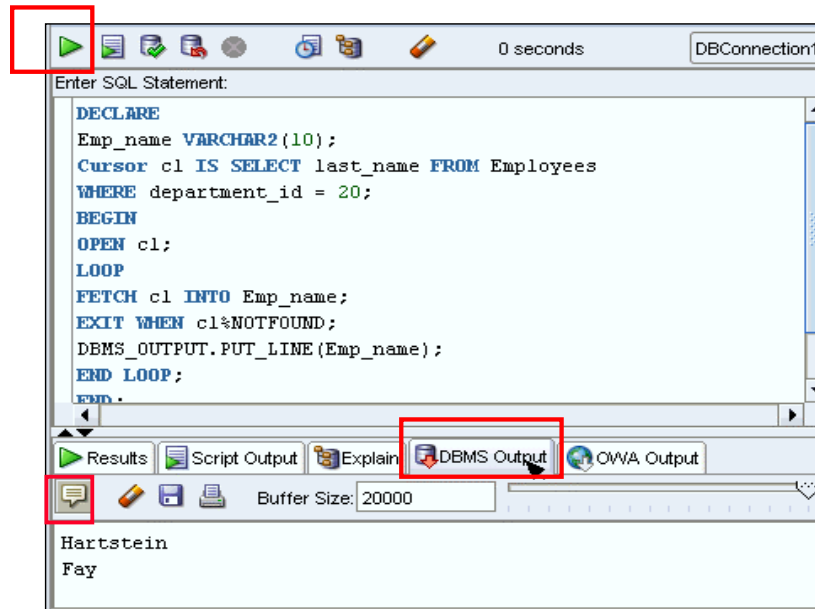 0 seconds DBConnection1
Enter SQL Statement:
DECLARE
Emp_name VARCHAR2(10);
Cursor c1 IS SELECT last_name FROM Employees
WHERE department_id = 20;
BEGIN
OPEN c1;
LOOP
FETCH c1 INTO Emp_name;
EXIT WHEN c1%NOTFOUND;
DBMS_OUTPUT.PUT_LINE(Emp_name);
END LOOP;
END;
Results Script Output Explain DBMS Output OWA Output
Buffer Size: 20000
Hartstein
Fay